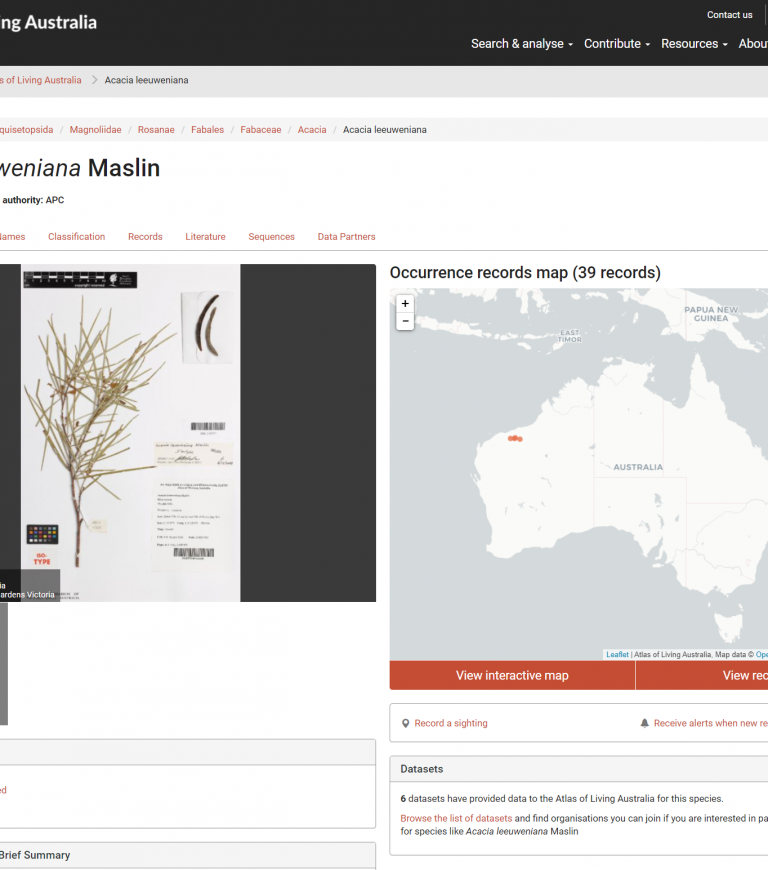 ng Australia
Contact us
Search & analyse
Contribute
Resources
Abou
s of Living Australia
Acacia leeuweniana
quisetopsida / Magnoliidae / Rosanae / Fabales / Fabaceae / Acacia / Acacia leeuweniana
weniana Maslin
authority: APC
Names
Classification
Records
Literature
Sequences
Data Partners
ISO-
TYPE
ia
ardens Victoria
Occurrence records map (39 records)
+
−
PAPUA NEW
GUINEA
EAST
TIMOR
AUSTRALIA
Leaflet | Atlas of Living Australia, Map data © Ope
View interactive map
View rec
Record a sighting
Receive alerts when new re
Datasets
6 datasets have provided data to the Atlas of Living Australia for this species.
Browse the list of datasets and find organisations you can join if you are interested in pa
for species like Acacia leeuweniana Maslin
ed
Brief Summary